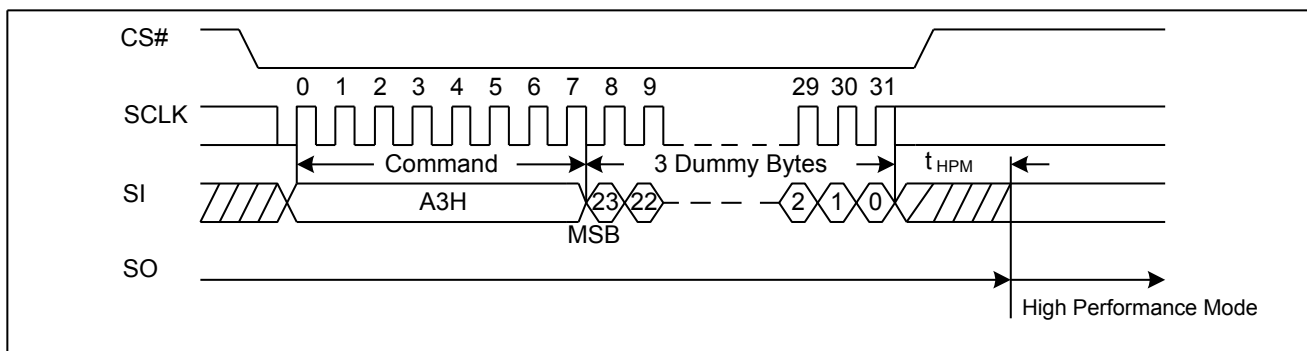 CS#
0 1 2 3 4 5 6 7 8 9 29 30 31
SCLK
Command 3 Dummy Bytes t HPM
SI A3H 23 22 2 1 0
MSB
SO
High Performance Mode